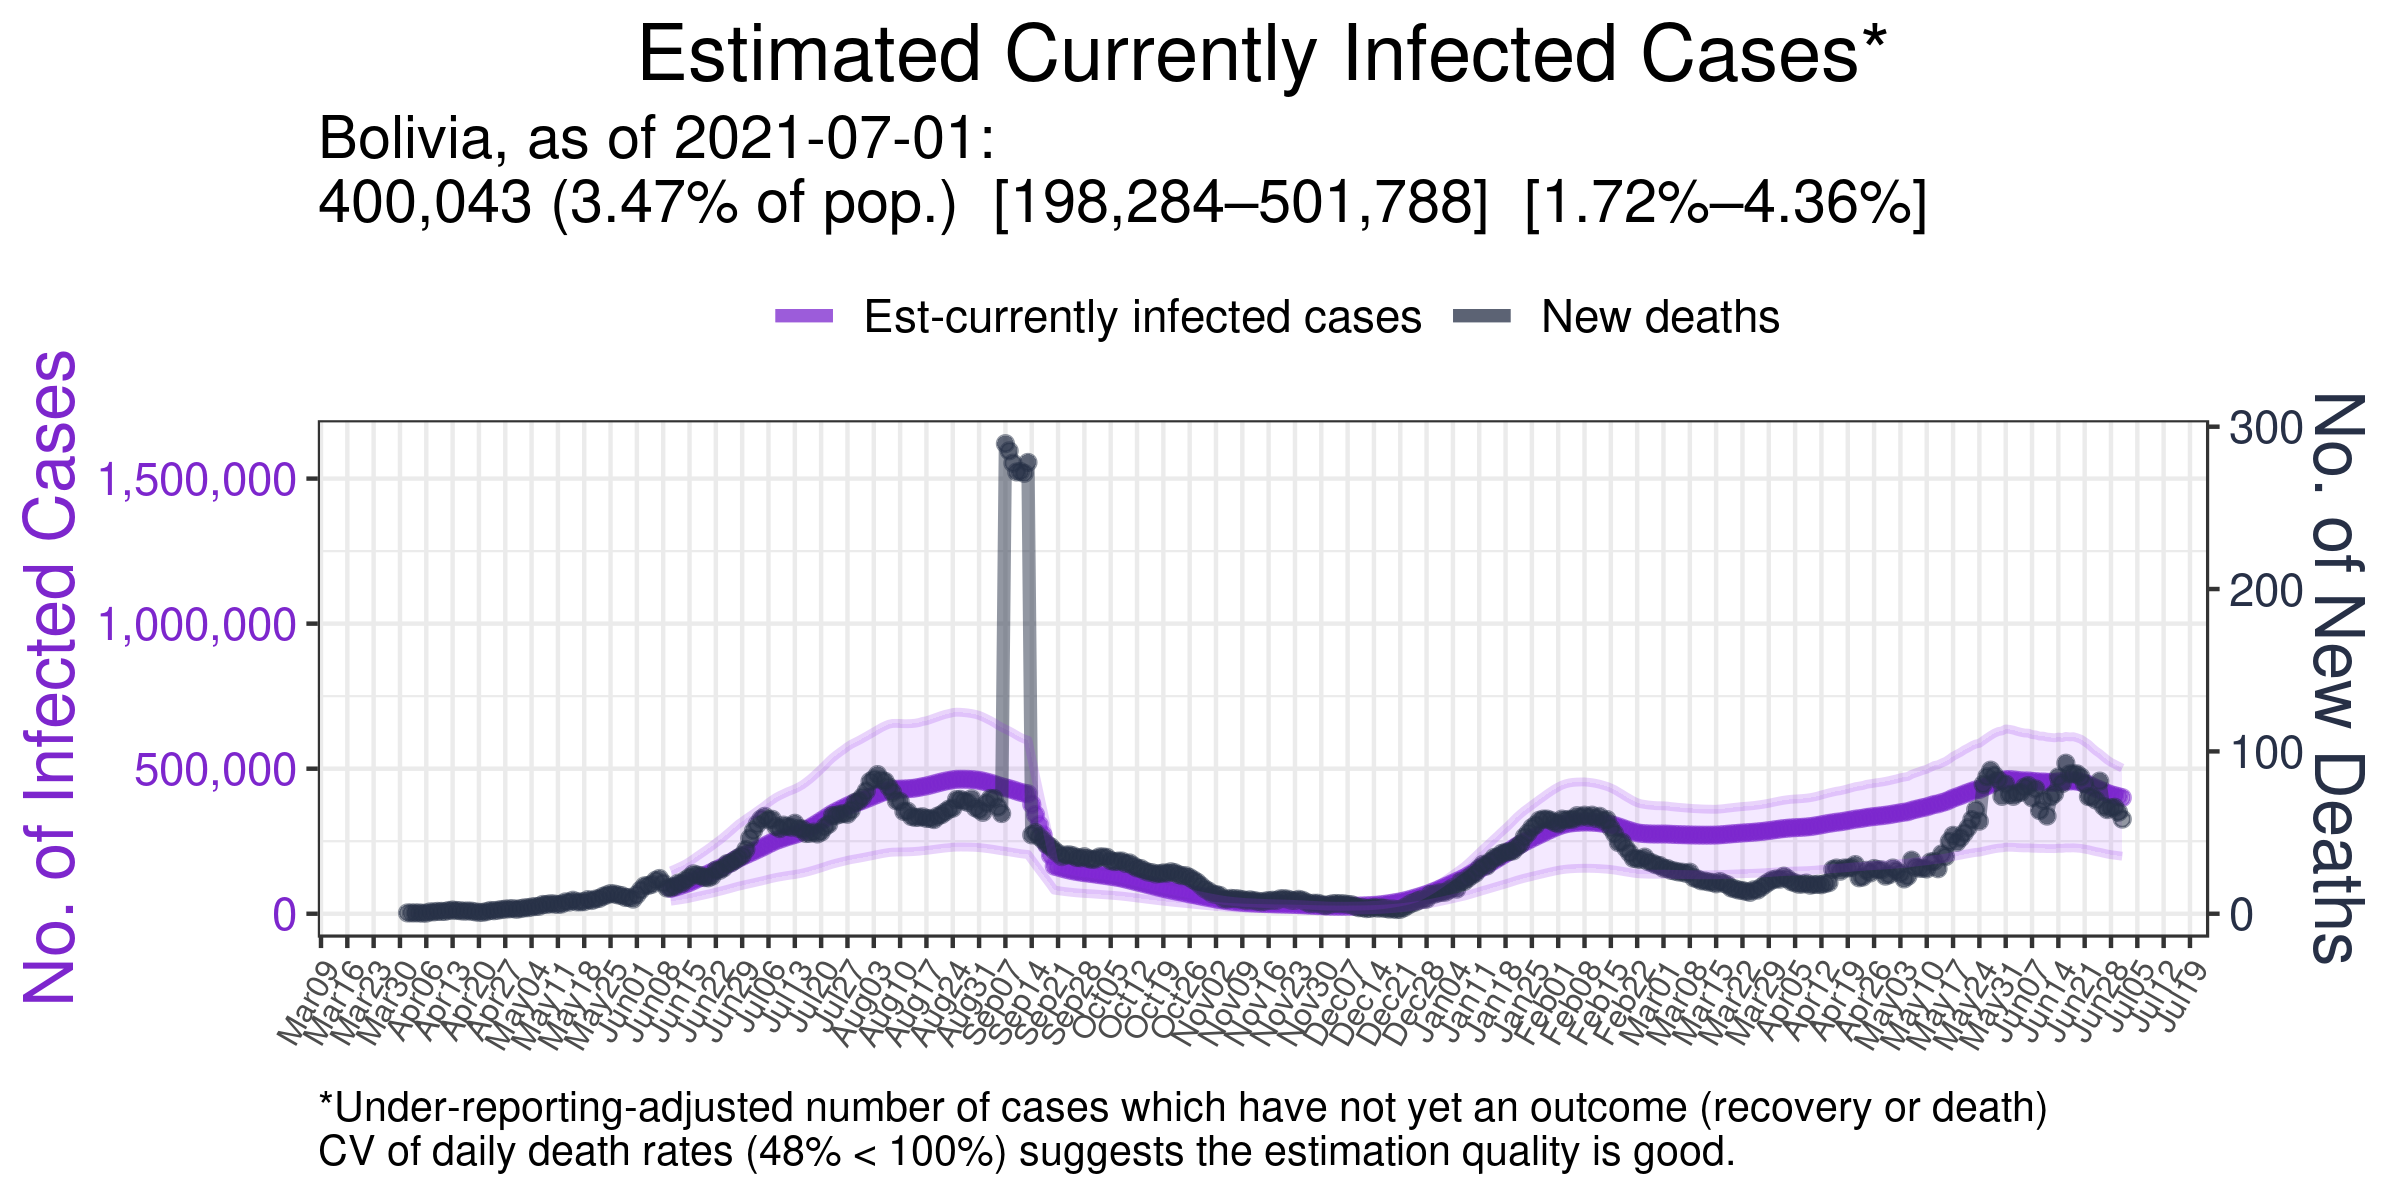 Estimated Currently Infected Cases*
Bolivia, as of 2021-07-01:
400,043 (3.47% of pop.) [198,284–501,788] [1.72%–4.36%]
Est-currently infected cases
New deaths
No. of Infected Cases
1,500,000
1,000,000
500,000
0
300
200
100
0
No. of New Deaths
Mar09
Mar16
Mar23
Mar30
Apr06
Apr13
Apr20
Apr27
May04
May11
May18
May25
Jun01
Jun08
Jun15
Jun22
Jun29
Jul06
Jul13
Jul20
Jul27
Aug03
Aug10
Aug17
Aug24
Aug31
Sep07
Sep14
Sep21
Sep28
Oct05
Oct12
Oct19
Oct26
Nov02
Nov09
Nov16
Nov23
Nov30
Dec07
Dec14
Dec21
Dec28
Jan04
Jan11
Jan18
Jan25
Feb01
Feb08
Feb15
Feb22
Mar01
Mar08
Mar15
Mar22
Mar29
Apr05
Apr12
Apr19
Apr26
May03
May10
May17
May24
May31
Jun07
Jun14
Jun21
Jun28
Jul05
Jul12
Jul19
*Under-reporting-adjusted number of cases which have not yet an outcome (recovery or death)
CV of daily death rates (48% < 100%) suggests the estimation quality is good.